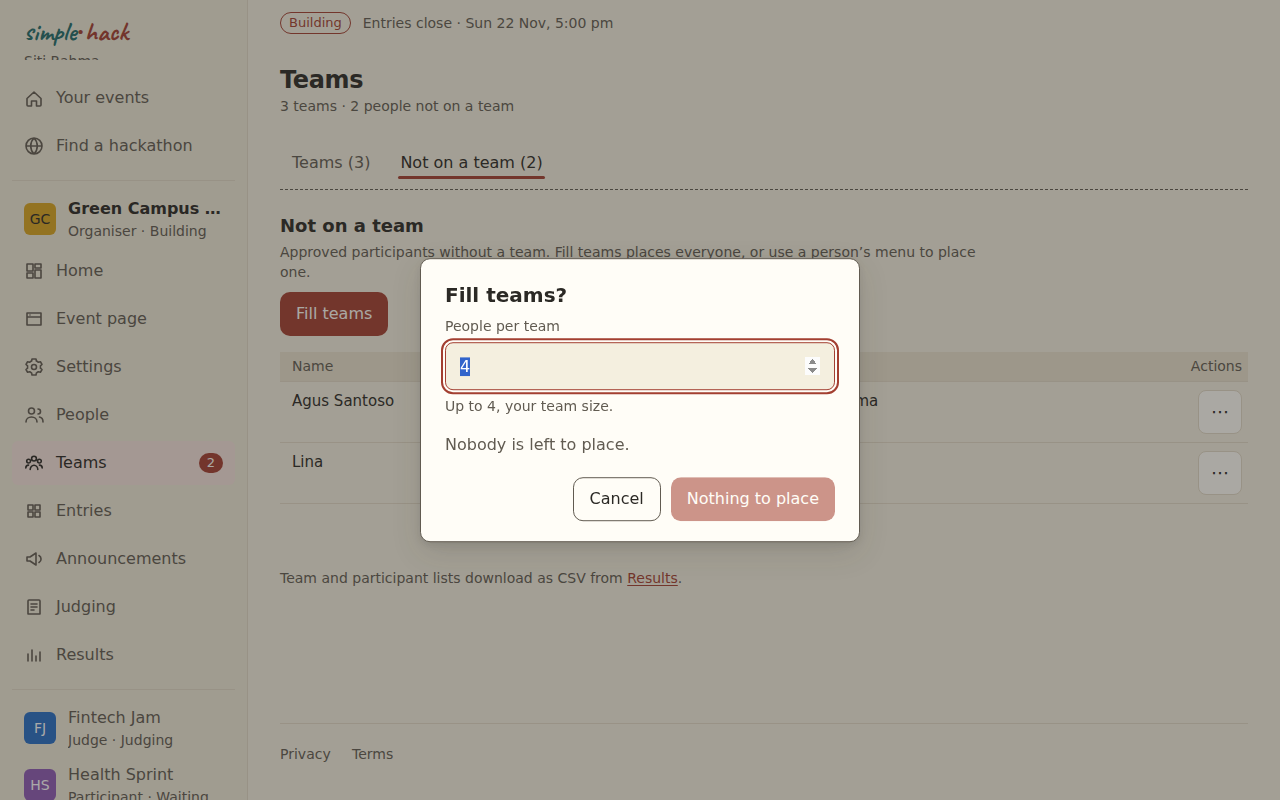 simple·hack
Siti Rahma
Your events
Find a hackathon
GC
Green Campus …
Organiser · Building
Home
Event page
Settings
People
Teams
2
Entries
Announcements
Judging
Results
FJ
Fintech Jam
Judge · Judging
HS
Health Sprint
Participant · Waiting
Building
Entries close · Sun 22 Nov, 5:00 pm
Teams
3 teams · 2 people not on a team
Teams (3)
Not on a team (2)
Not on a team
Approved participants without a team. Fill teams places everyone, or use a person’s menu to place
one.
Fill teams
Name
Actions
Agus Santoso
Lina
···
···
Fill teams?
People per team
4
Up to 4, your team size.
Nobody is left to place.
Cancel
Nothing to place
Team and participant lists download as CSV from Results.
Privacy
Terms